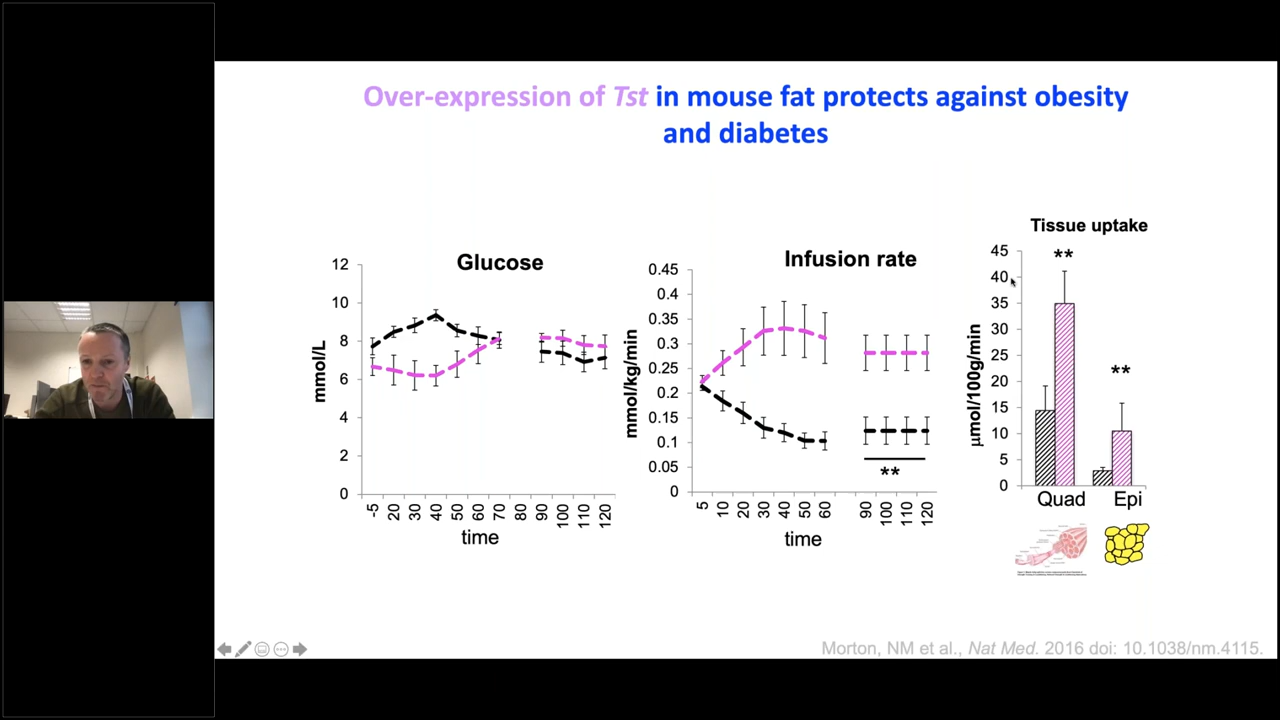 Over-expression of Tst in mouse fat protects against obesity
and diabetes
Glucose
mmol/L
12
10
8
6
4
2
0
-5 20 30 40 50 60 70 80 90 100 110 120
time
Infusion rate
mmol/kg/min
0.45
0.4
0.35
0.3
0.25
0.2
0.15
0.1
0.05
0
**
5 10 20 30 40 50 60 90 100 110 120
time
Tissue uptake
µmol/100g/min
45
40
35
30
25
20
15
10
5
0
**
**
Quad Epi
Morton, NM et al., Nat Med. 2016 doi: 10.1038/nm.4115.